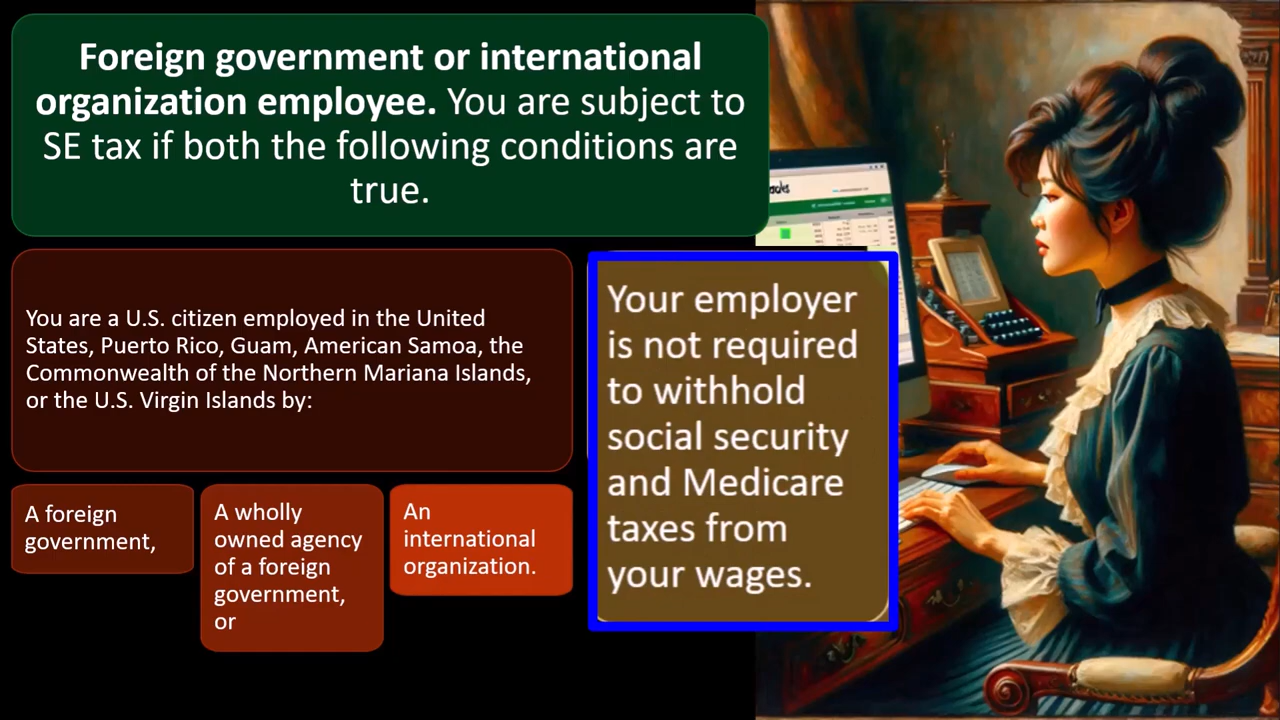 Foreign government or international
organization employee. You are subject to
SE tax if both the following conditions are
true.
You are a U.S. citizen employed in the United
States, Puerto Rico, Guam, American Samoa, the
Commonwealth of the Northern Mariana Islands,
or the U.S. Virgin Islands by:
A foreign
government,
A wholly
owned agency
of a foreign
government,
or
An
international
organization.
Your employer
is not required
to withhold
social security
and Medicare
taxes from
your wages.